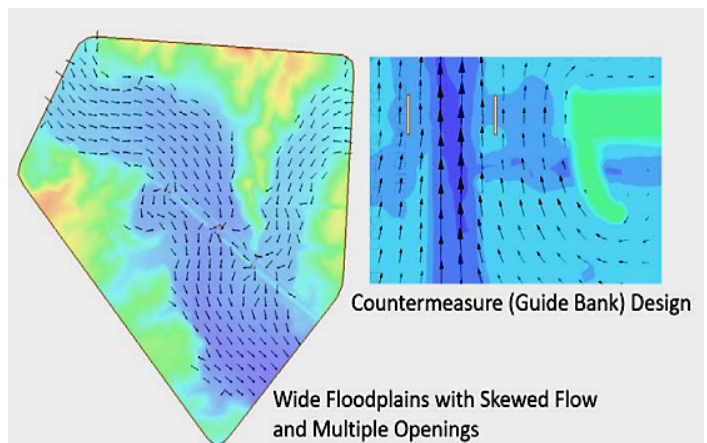 Countermeasure (Guide Bank) Design
Wide Floodplains with Skewed Flow
and Multiple Openings